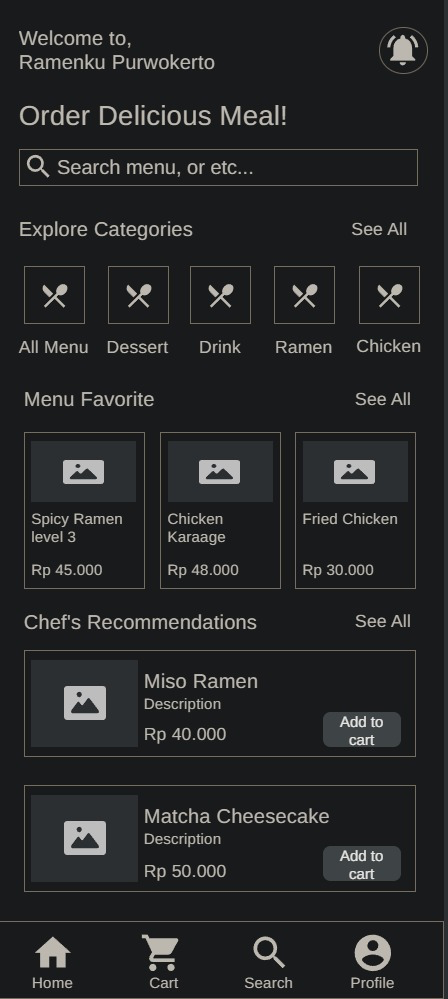 Welcome to,
Ramenku Purwokerto
Order Delicious Meal!
Search menu, or etc...
Explore Categories
See All
All Menu
Dessert
Drink
Ramen
Chicken
Menu Favorite
See All
Spicy Ramen
level 3
Rp 45.000
Chicken
Karaage
Rp 48.000
Fried Chicken
Rp 30.000
Chef's Recommendations
See All
Miso Ramen
Description
Rp 40.000
Add to
cart
Matcha Cheesecake
Description
Rp 50.000
Add to
cart
Home
Cart
Search
Profile